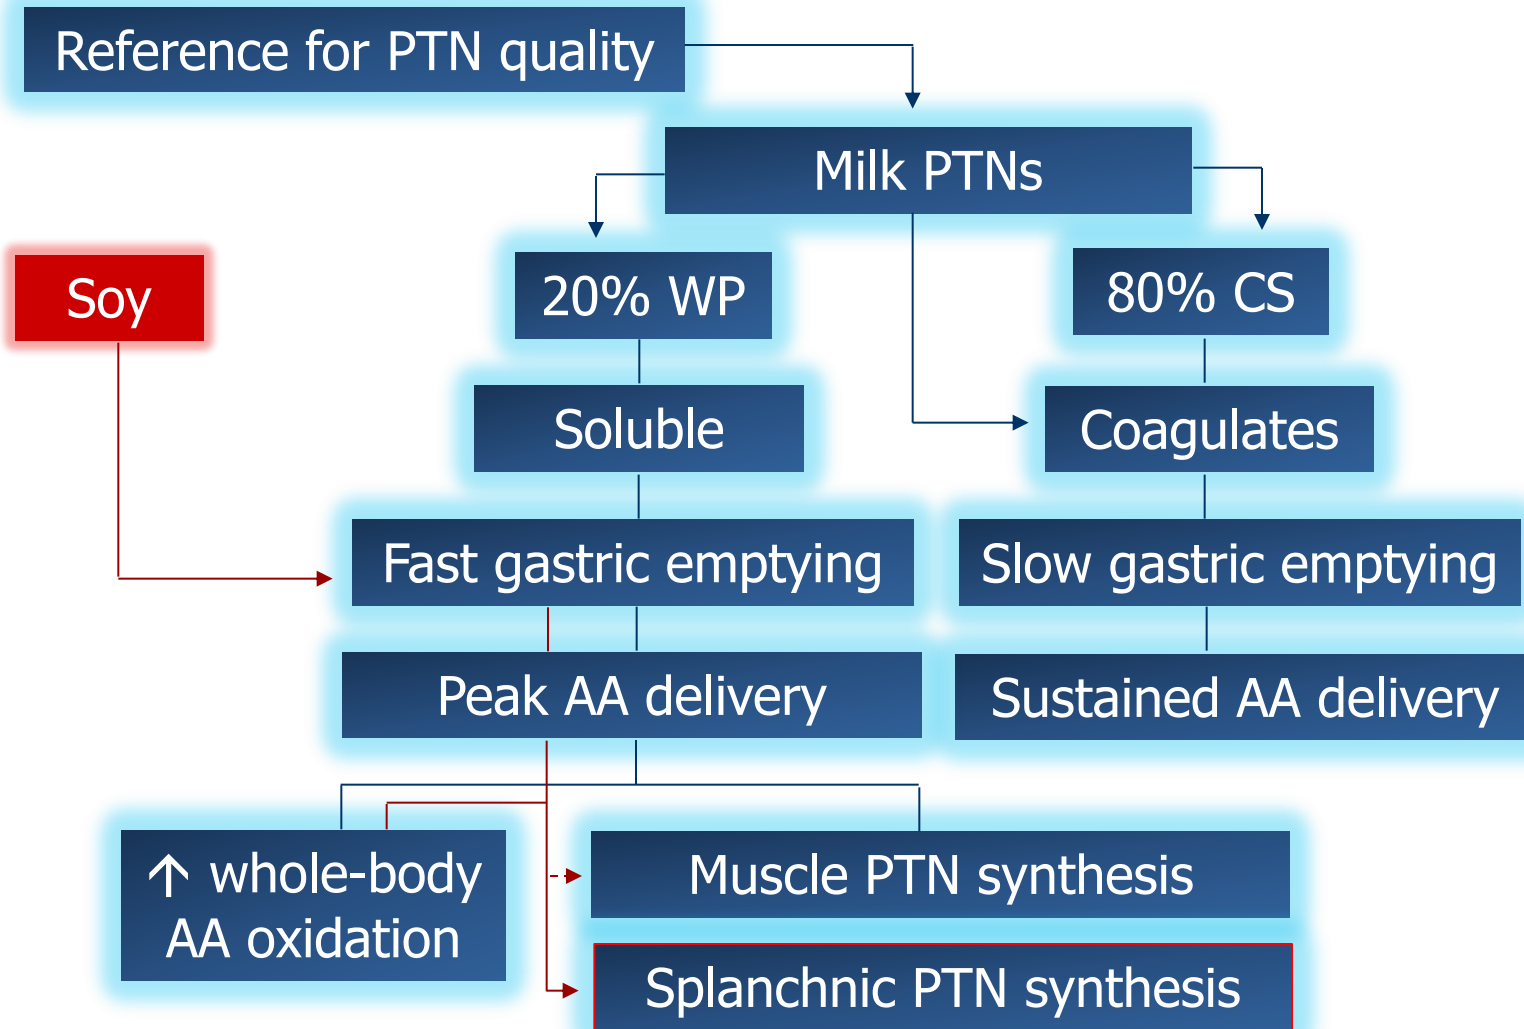 Reference for PTN quality
Milk PTNs
Soy
20% WP
80% CS
Soluble
Coagulates
Fast gastric emptying
Slow gastric emptying
Peak AA delivery
Sustained AA delivery
↑ whole-body
AA oxidation
Muscle PTN synthesis
Splanchnic PTN synthesis